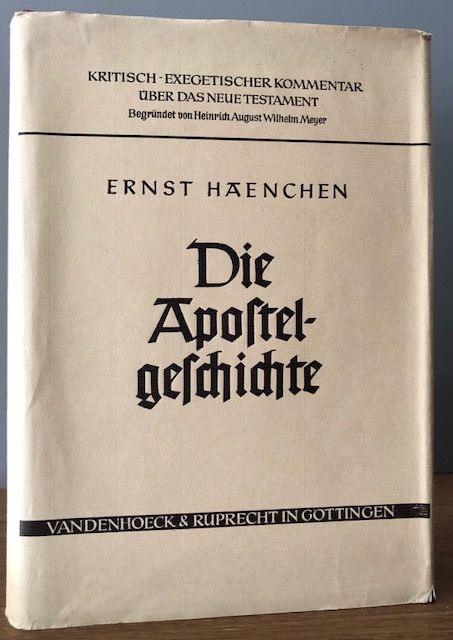 KRITISCH-EXEGETISCHER KOMMENTAR
ÜBER DAS NEUE TESTAMENT
Begründet von Heinrich August Wilhelm Meyer
ERNST HAENCHEN
Die
Apoſtel-
geſchichte
VANDENHOECK & RUPRECHT IN GÖTTINGEN